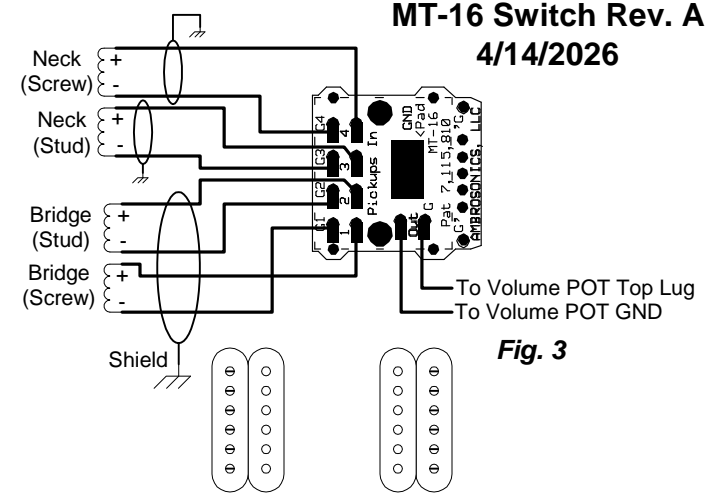 MT-16 Switch Rev. A
4/14/2026
Neck
(Screw)
+
-
Neck
(Stud)
+
-
Bridge
(Stud)
+
-
Bridge
(Screw)
+
-
Shield
G4
4
G3
3
G2
2
G1
1
Pickups In
GND
<Pad
MT-16
Pat 7,115,810
AMBROSONICS, LLC
'G
G'
Out
G
To Volume POT Top Lug
To Volume POT GND
Fig. 3